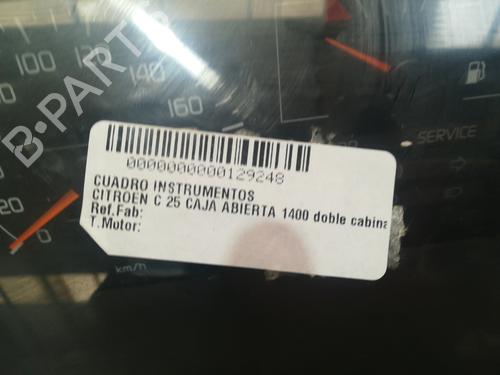 100
120
140
160
20
0
km/h
SERVICE
B-PARTS
0000000000129248
CUADRO INSTRUMENTOS
CITROEN C 25 CAJA ABIERTA 1400 doble cabina
Ref.Fab:
T.Motor: